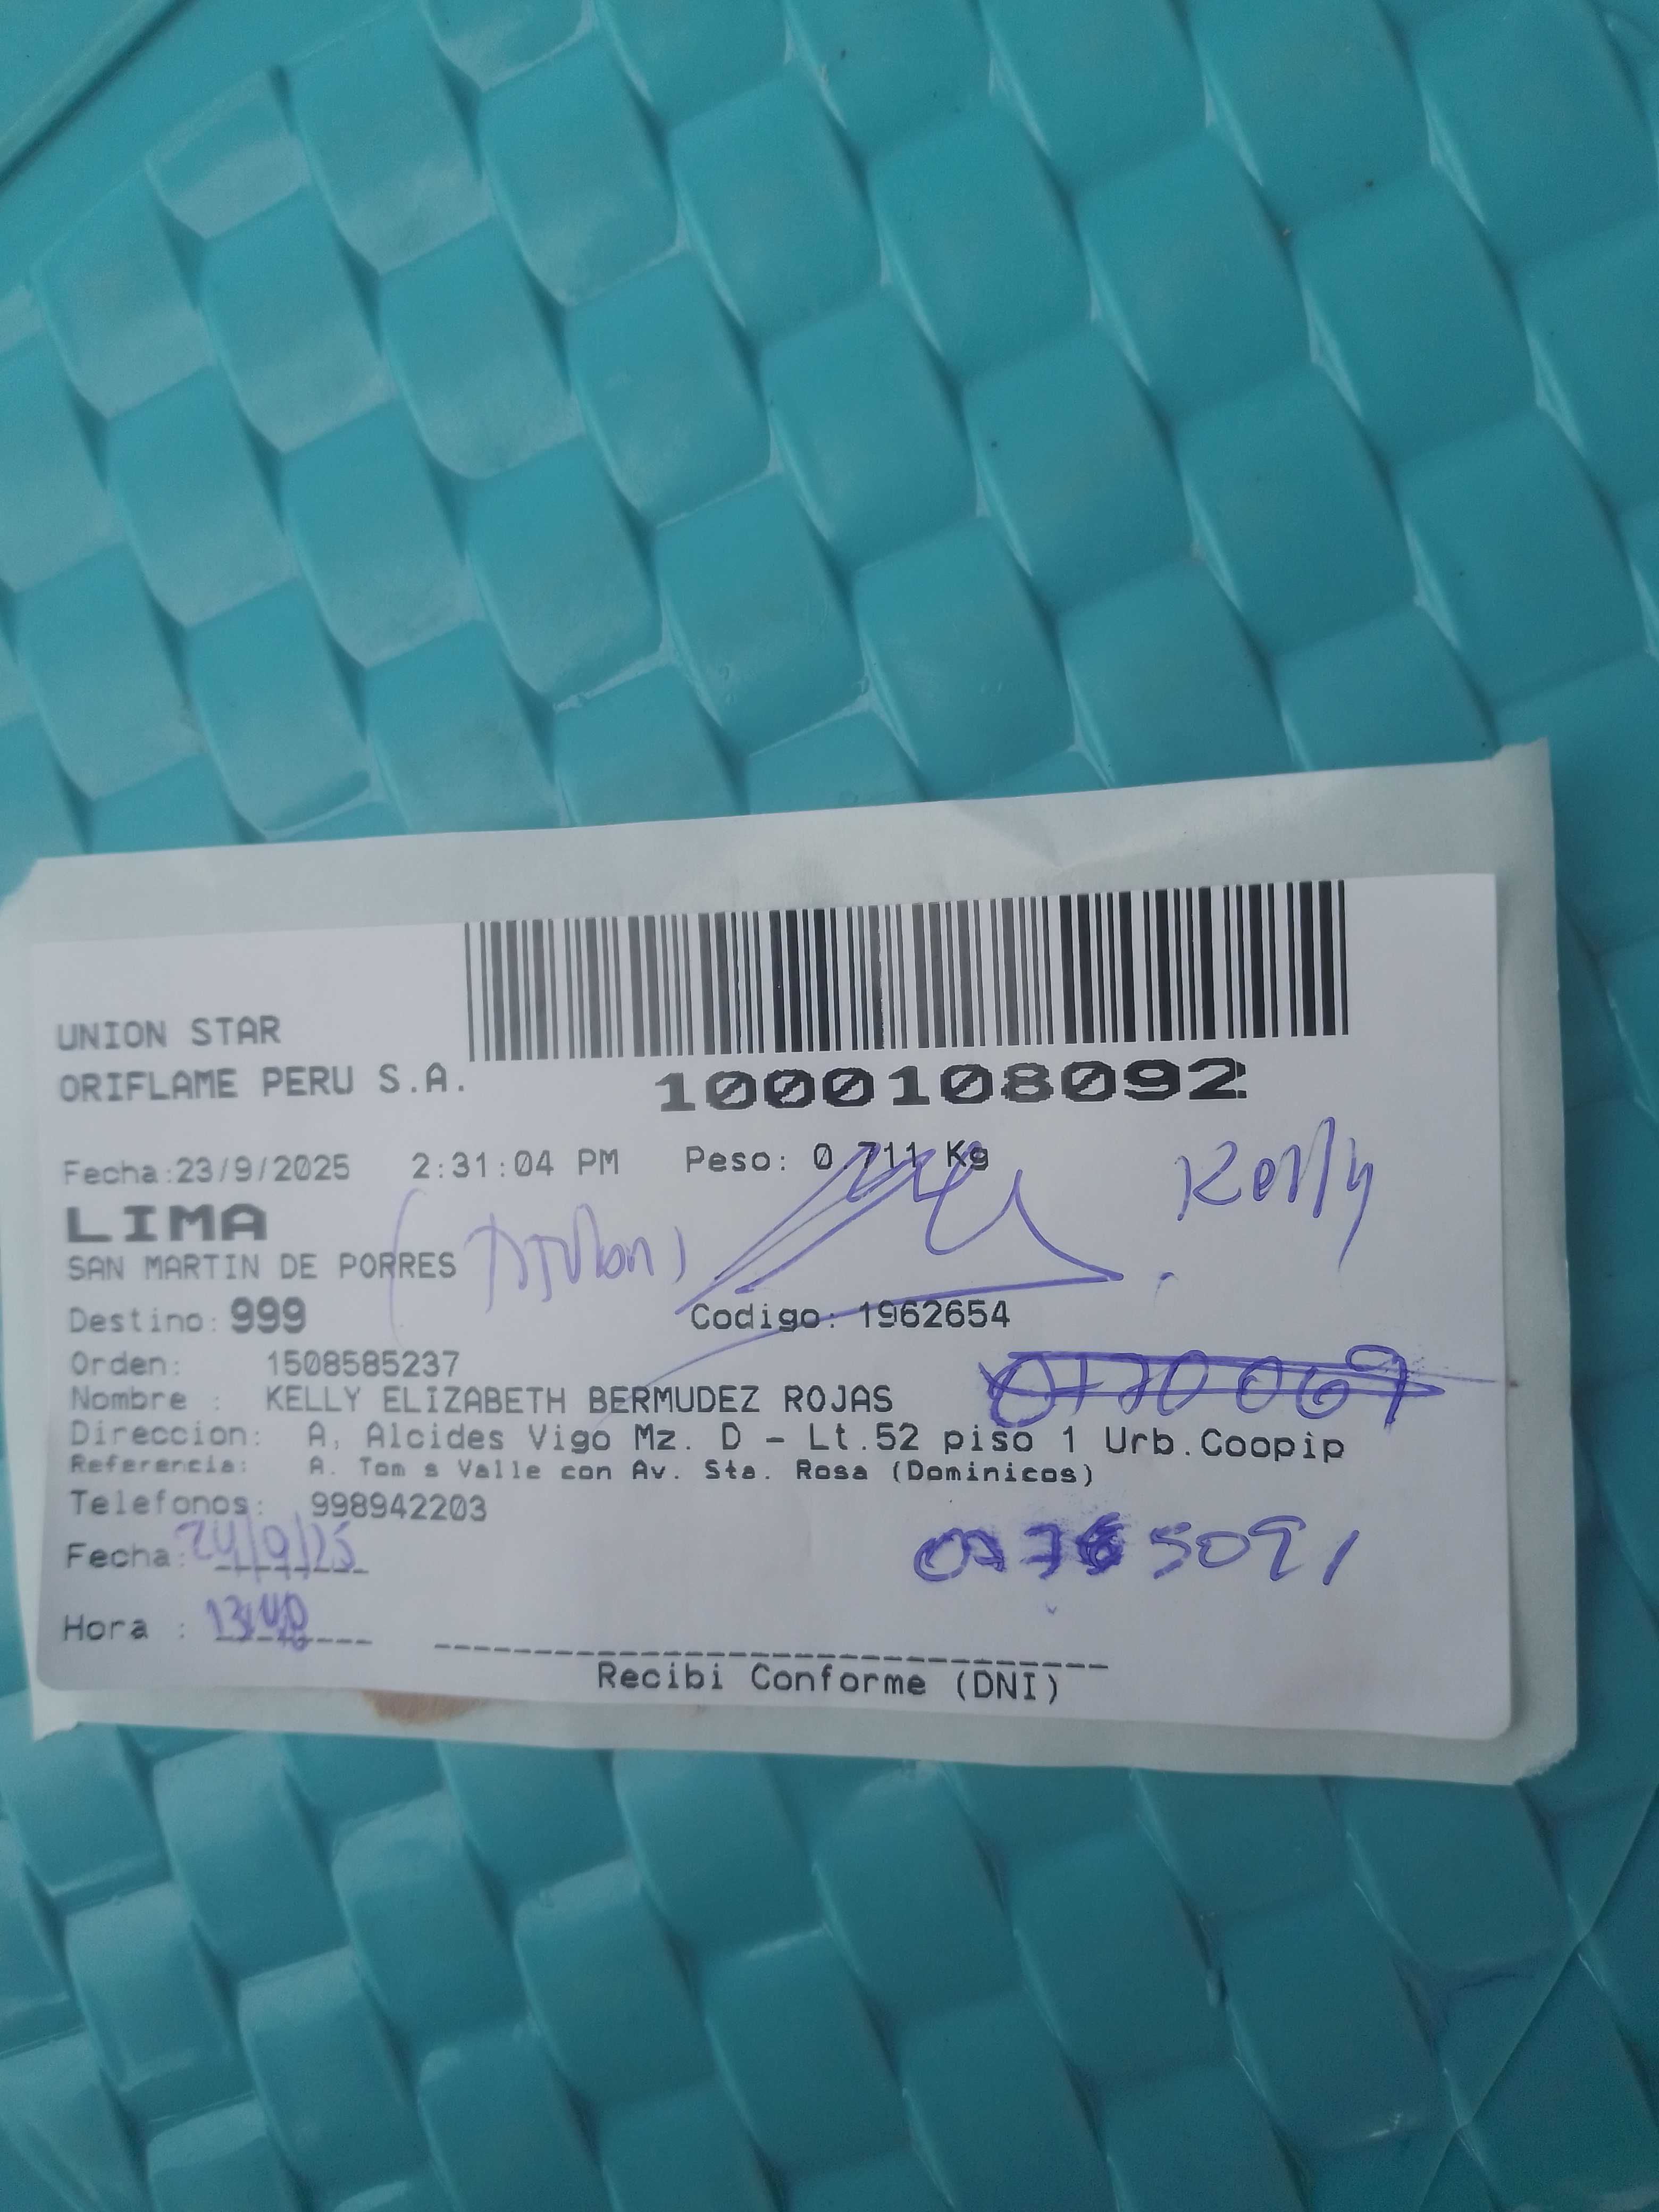 UNION STAR
ORIFLAME PERU S.A.
1000108092
Fecha:23/9/2025 2:31:04 PM Peso: 0.711 Kg
Kelly
LIMA
SAN MARTIN DE PORRES
Destino: 999 Codigo: 1962654
Orden: 1508585237
Nombre : KELLY ELIZABETH BERMUDEZ ROJAS
Direccion: A, Alcides Vigo Mz. D - Lt.52 piso 1 Urb.Coopip
Referencia: A. Tom s Valle con Av. Sta. Rosa (Dominicos)
Telefonos: 998942203
Fecha: 24/9/25
Hora : 13:40
Recibi Conforme (DNI)